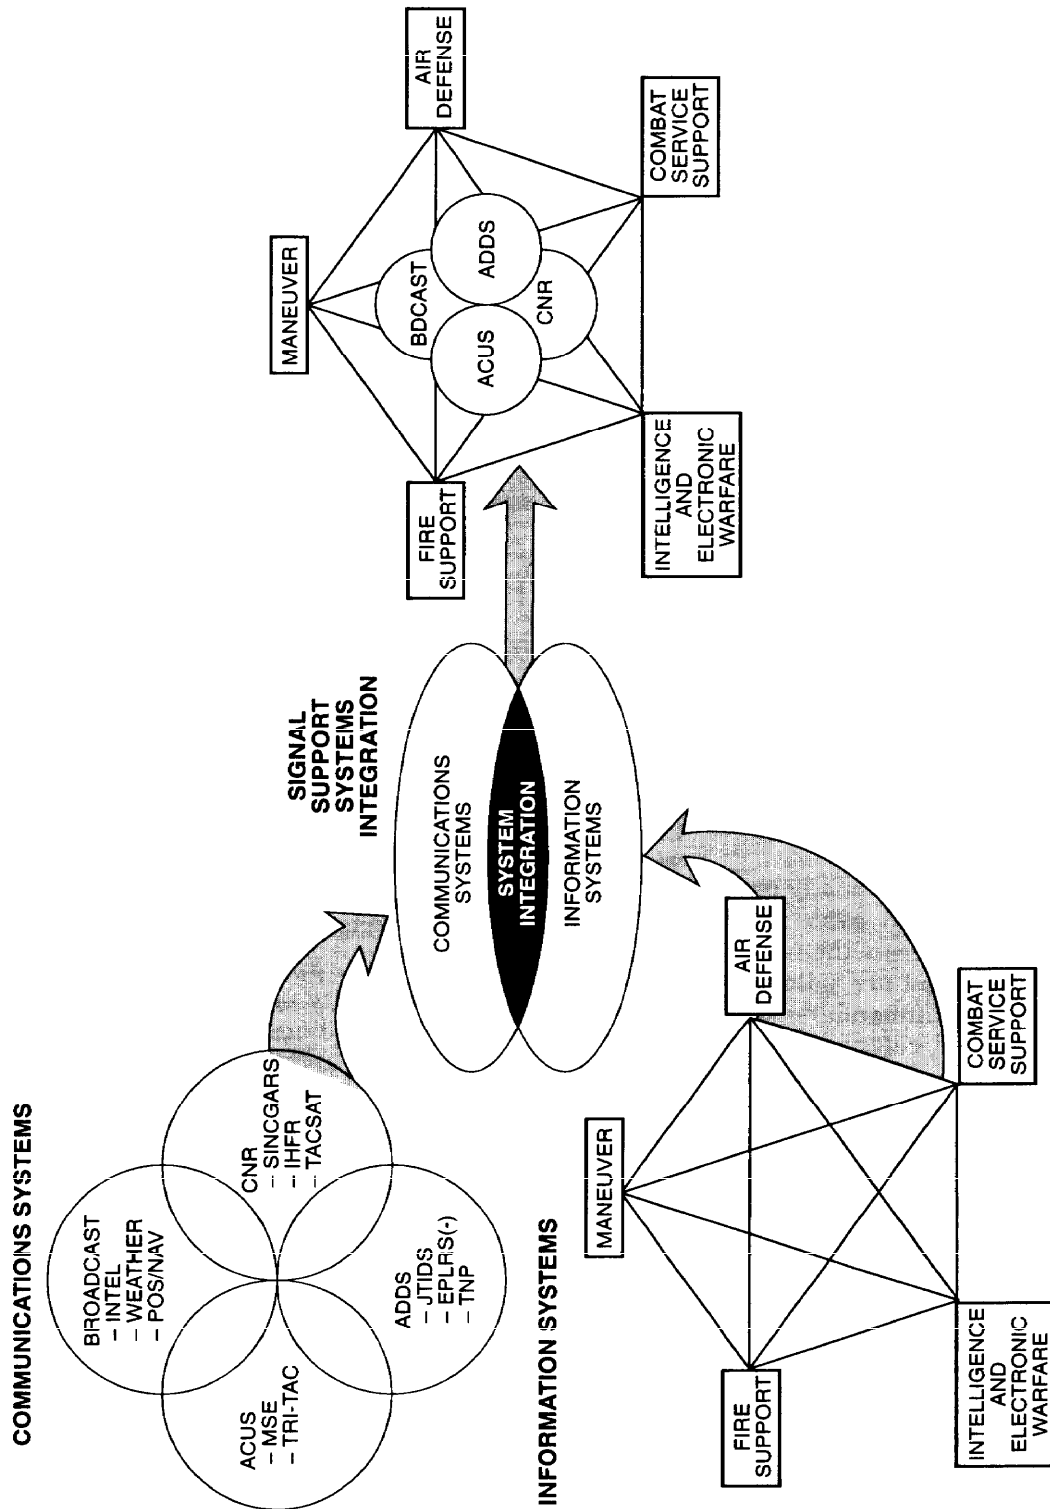 COMMUNICATIONS SYSTEMS
BROADCAST
– INTEL
– WEATHER
– POS/NAV
ACUS
– MSE
– TRI-TAC
CNR
– SINCGARS
– IHFR
– TACSAT
ADDS
– JTIDS
– EPLRS(-)
– TNP
INFORMATION SYSTEMS
MANEUVER
FIRE
SUPPORT
AIR
DEFENSE
INTELLIGENCE
AND
ELECTRONIC
WARFARE
COMBAT
SERVICE
SUPPORT
SIGNAL
SUPPORT
SYSTEMS
INTEGRATION
COMMUNICATIONS
SYSTEMS
SYSTEM
INTEGRATION
INFORMATION
SYSTEMS
MANEUVER
FIRE
SUPPORT
AIR
DEFENSE
BDCAST
ACUS
ADDS
CNR
INTELLIGENCE
AND
ELECTRONIC
WARFARE
COMBAT
SERVICE
SUPPORT